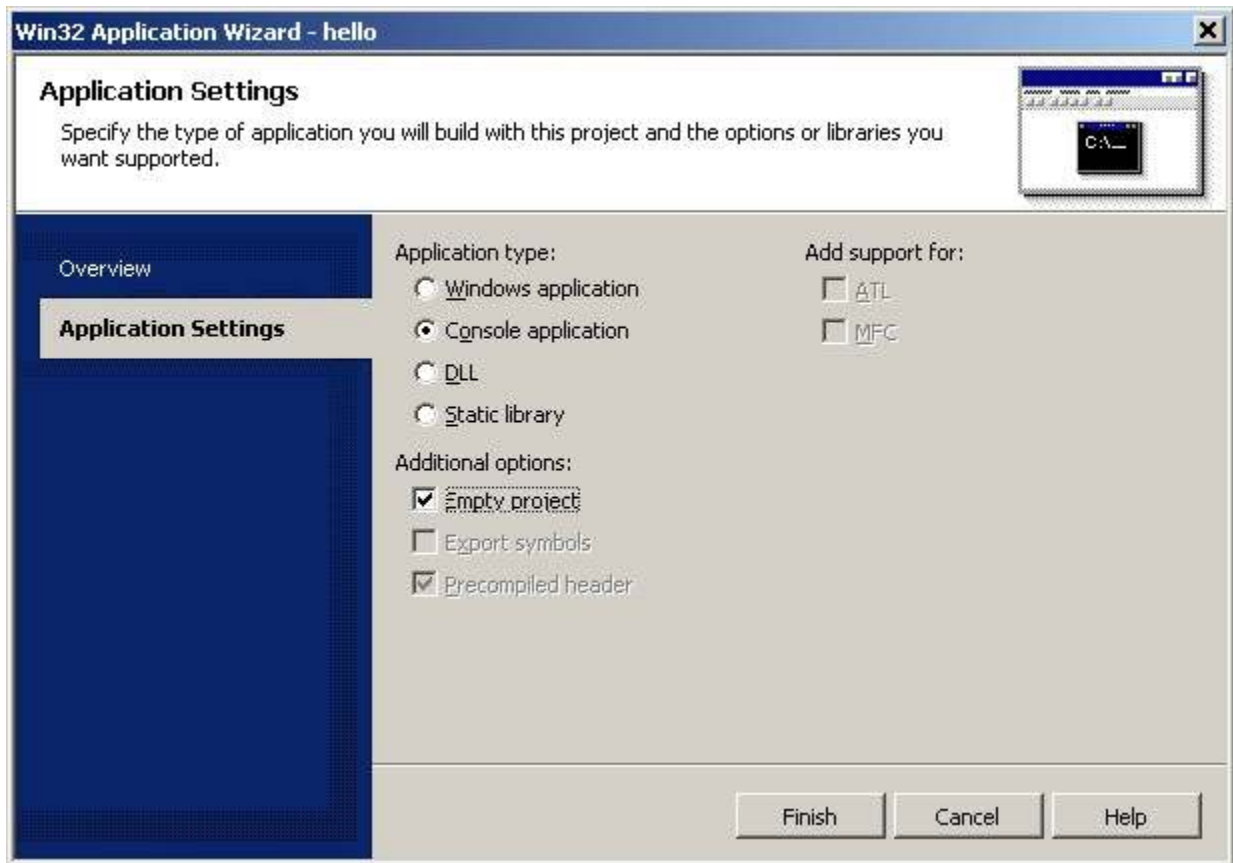 Win32 Application Wizard - hello
Application Settings
Specify the type of application you will build with this project and the options or libraries you
want supported.
C:\_
Overview
Application Settings
Application type:
Windows application
Console application
DLL
Static library
Additional options:
Empty project
Export symbols
Precompiled header
Add support for:
ATL
MFC
Finish
Cancel
Help